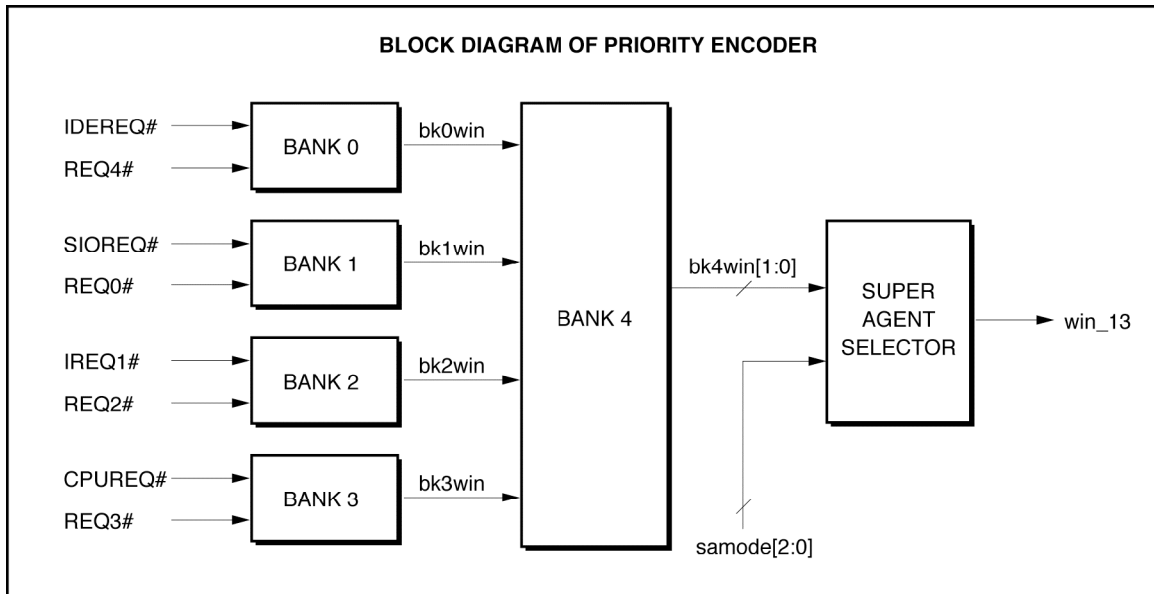 BLOCK DIAGRAM OF PRIORITY ENCODER
IDEREQ#
REQ4#
BANK 0
bk0win
SIOREQ#
REQ0#
BANK 1
bk1win
IREQ1#
REQ2#
BANK 2
bk2win
CPUREQ#
REQ3#
BANK 3
bk3win
BANK 4
bk4win[1:0]
samode[2:0]
SUPER
AGENT
SELECTOR
win_13